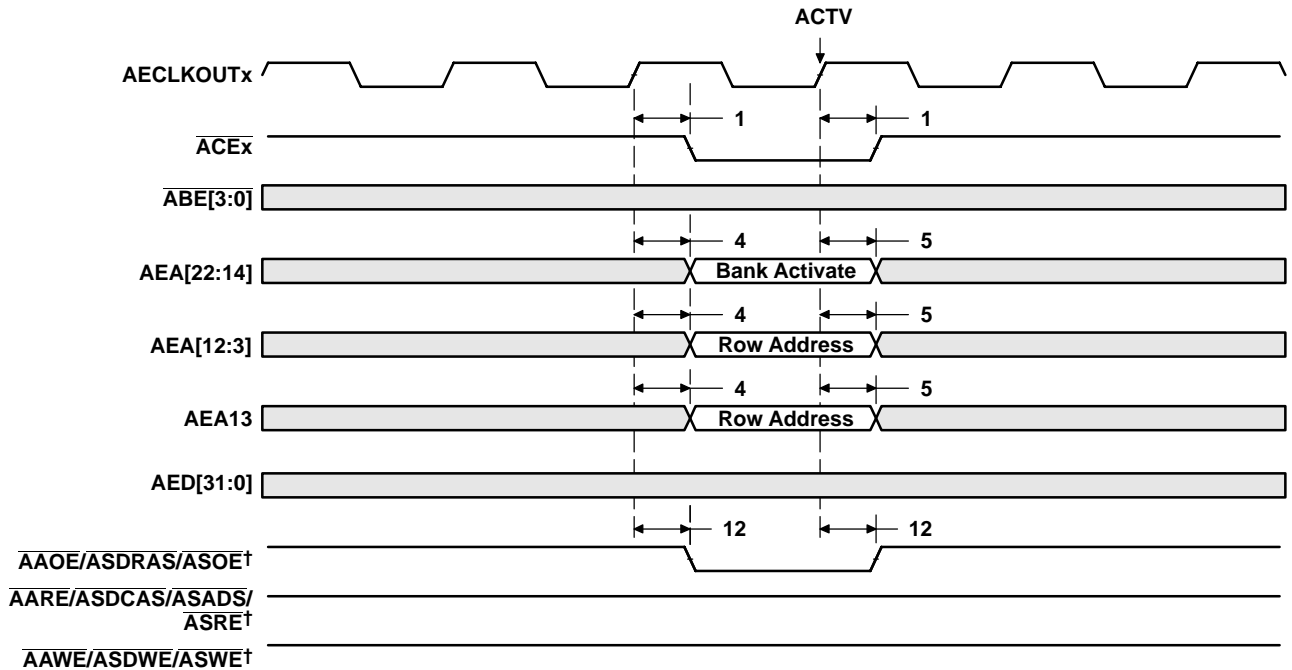 ACTV
AECLKOUTx
1 1
ACEx
ABE[3:0]
4 5
AEA[22:14] Bank Activate
4 5
AEA[12:3] Row Address
4 5
AEA13 Row Address
AED[31:0]
12 12
AAOE/ASDRAS/ASOE†
AARE/ASDCAS/ASADS/
ASRE†
AAWE/ASDWE/ASWE†